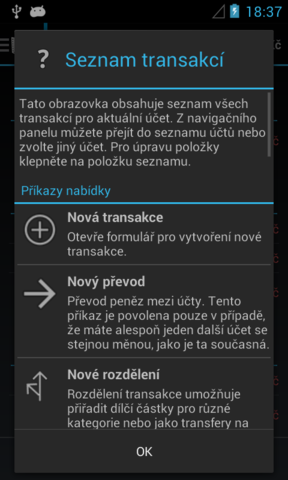 18:37
?
Seznam transakcí
Tato obrazovka obsahuje seznam všech
transakcí pro aktuální účet. Z navigačního
panelu můžete přejít do seznamu účtů nebo
zvolte jiný účet. Pro úpravu položky
klepněte na položku seznamu.
Příkazy nabídky
Nová transakce
Otevře formulář pro vytvoření nové
transakce.
Nový převod
Převod peněz mezi účty. Tento
příkaz je povolena pouze v případě,
že máte alespoň jeden další účet se
stejnou měnou, jako je ta současná.
Nové rozdělení
Rozdělení transakce umožňuje
přiřadit dílčí částky pro různé
kategorie nebo jako transfery na
OK